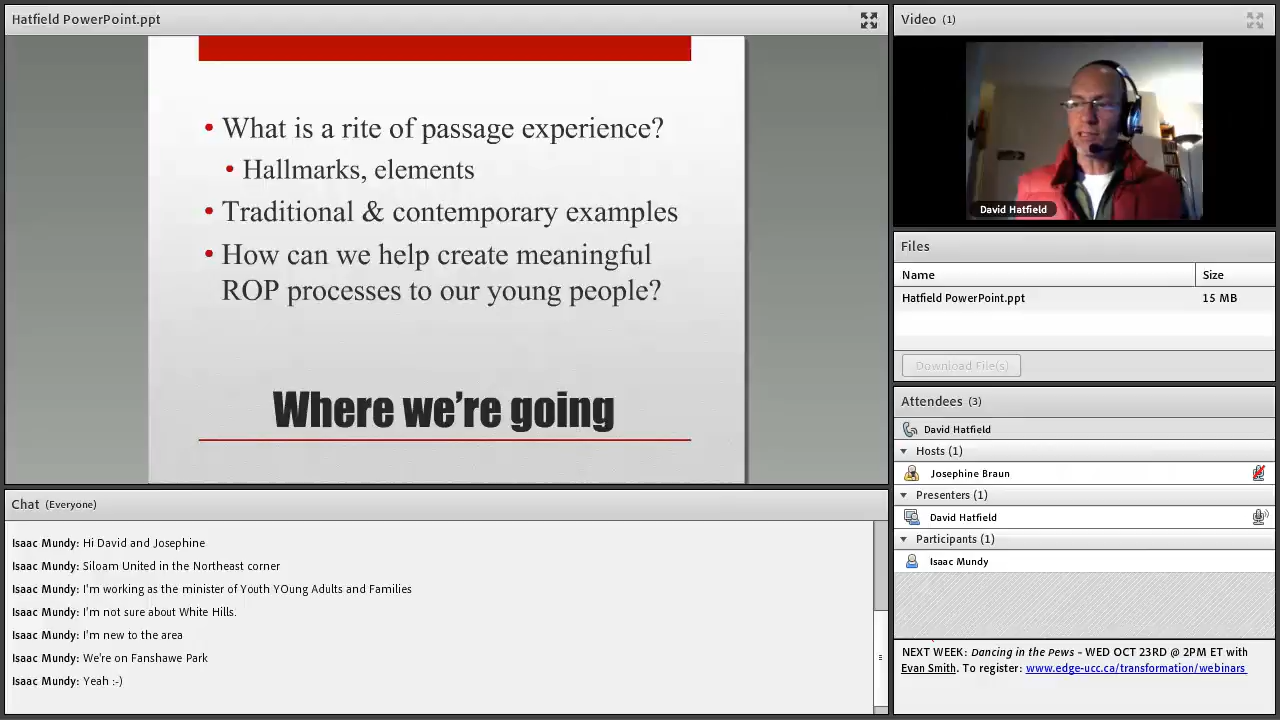 Hatfield PowerPoint.ppt
• What is a rite of passage experience?
• Hallmarks, elements
• Traditional & contemporary examples
• How can we help create meaningful
ROP processes to our young people?
Where we're going
Chat (Everyone)
Isaac Mundy: Hi David and Josephine
Isaac Mundy: Siloam United in the Northeast corner
Isaac Mundy: I'm working as the minister of Youth YOung Adults and Families
Isaac Mundy: I'm not sure about White Hills.
Isaac Mundy: I'm new to the area
Isaac Mundy: We're on Fanshawe Park
Isaac Mundy: Yeah :-)
Video (1)
David Hatfield
Files
Name Size
Hatfield PowerPoint.ppt 15 MB
Download File(s)
Attendees (3)
David Hatfield
Hosts (1)
Josephine Braun
Presenters (1)
David Hatfield
Participants (1)
Isaac Mundy
NEXT WEEK: Dancing in the Pews - WED OCT 23RD @ 2PM ET with
Evan Smith. To register: www.edge-ucc.ca/transformation/webinars